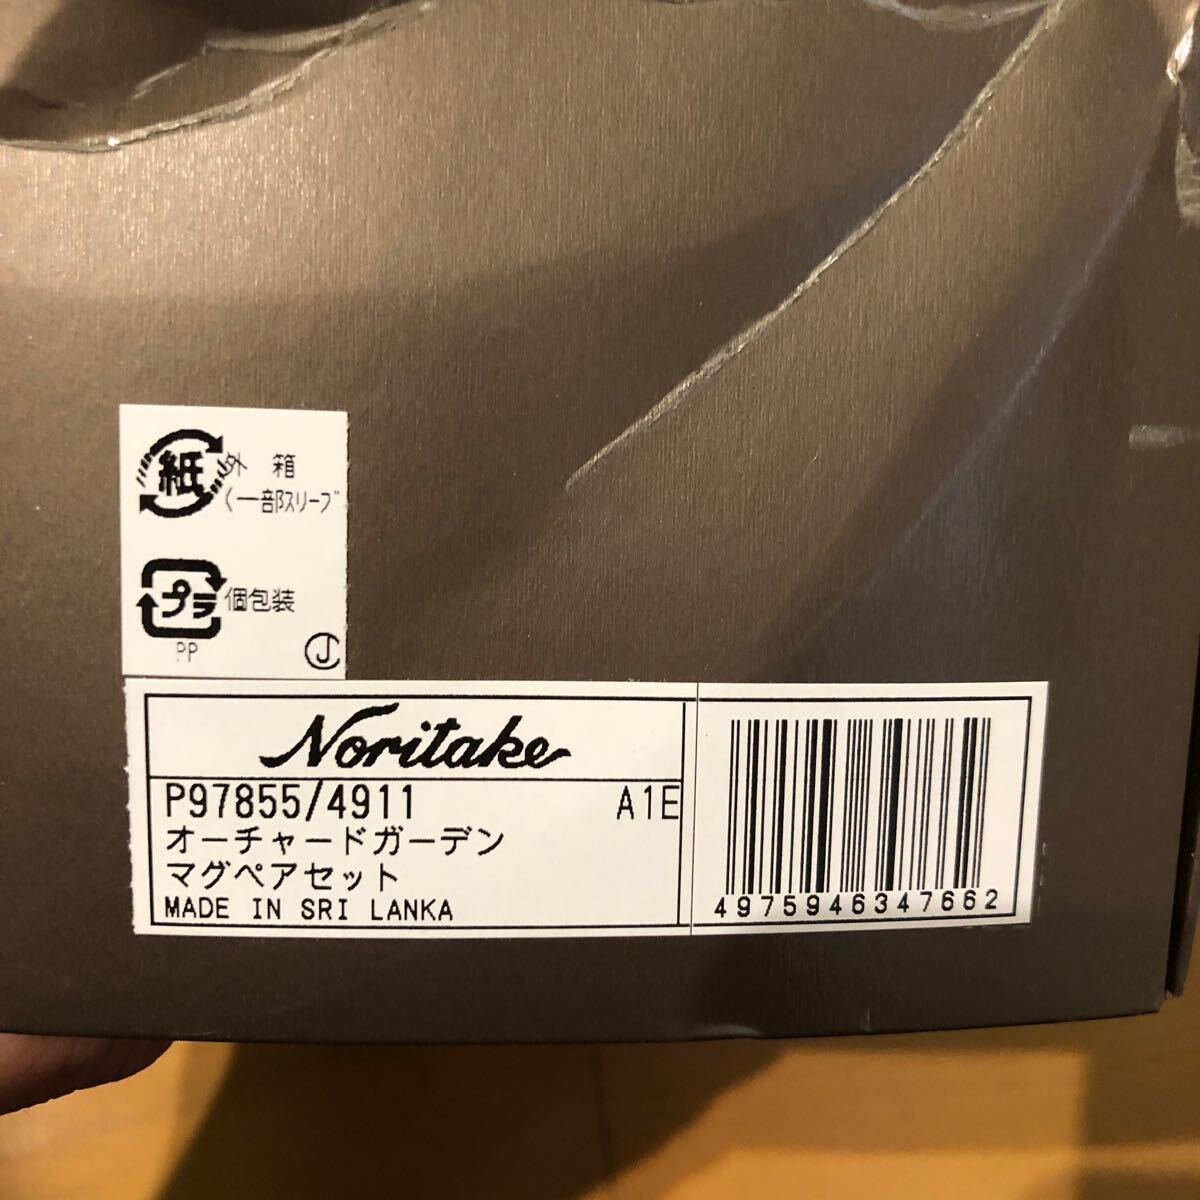 紙 外 箱
(一部スリーブ
プラ 個包装
PP
J
Noritake
P97855/4911 A1E
オーチャードガーデン
マグペアセット
MADE IN SRI LANKA
4975946347662